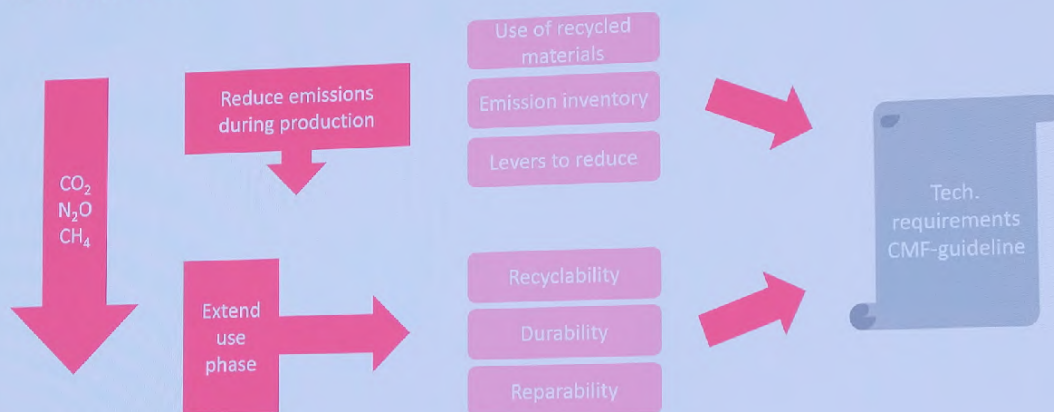 CO₂
N₂O
CH₄
Reduce emissions
during production
Use of recycled
materials
Emission inventory
Levers to reduce
Extend
use
phase
Recyclability
Durability
Reparability
Tech.
requirements
CMF-guideline